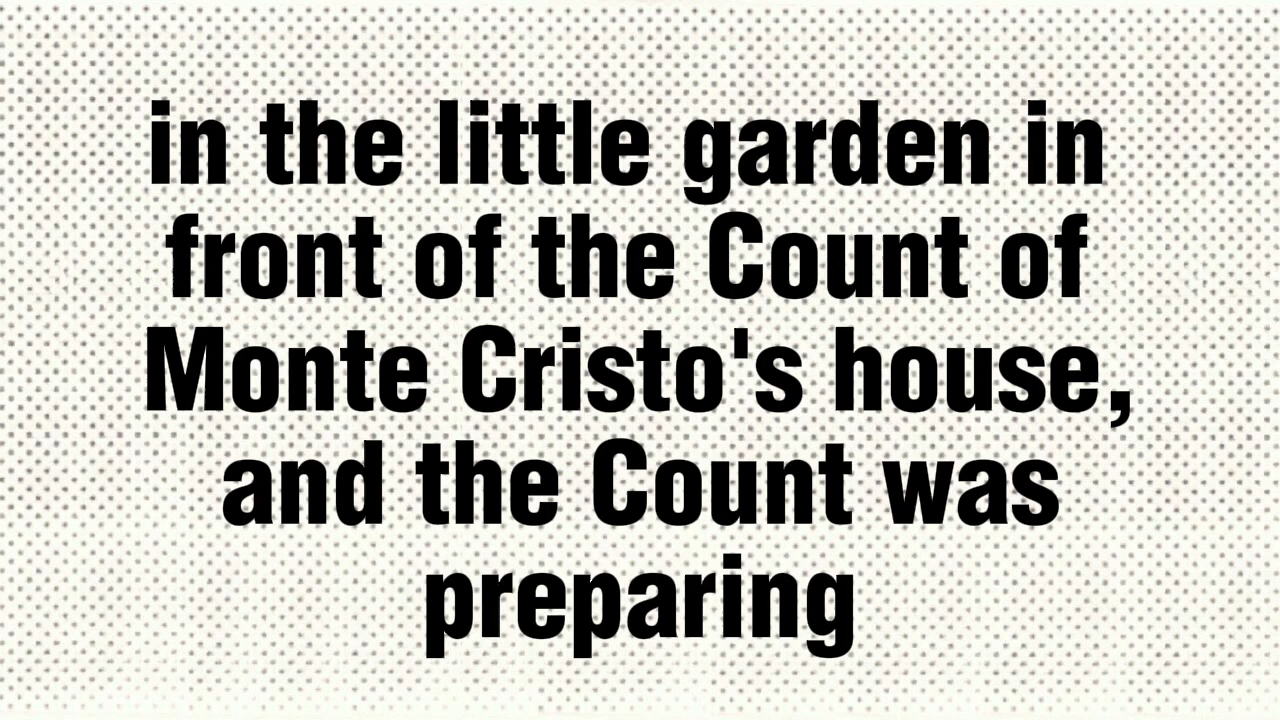 in the little garden in
front of the Count of
Monte Cristo's house,
and the Count was
preparing